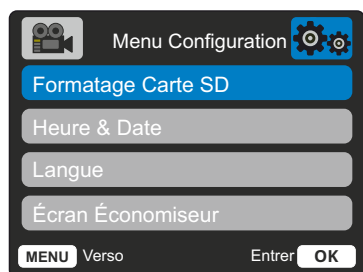 Menu Configuration
Formatage Carte SD
Heure & Date
Langue
Écran Économiseur
MENU Verso Entrer OK